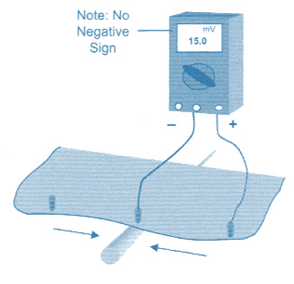 Note: No
Negative
Sign
mV
15.0
− +